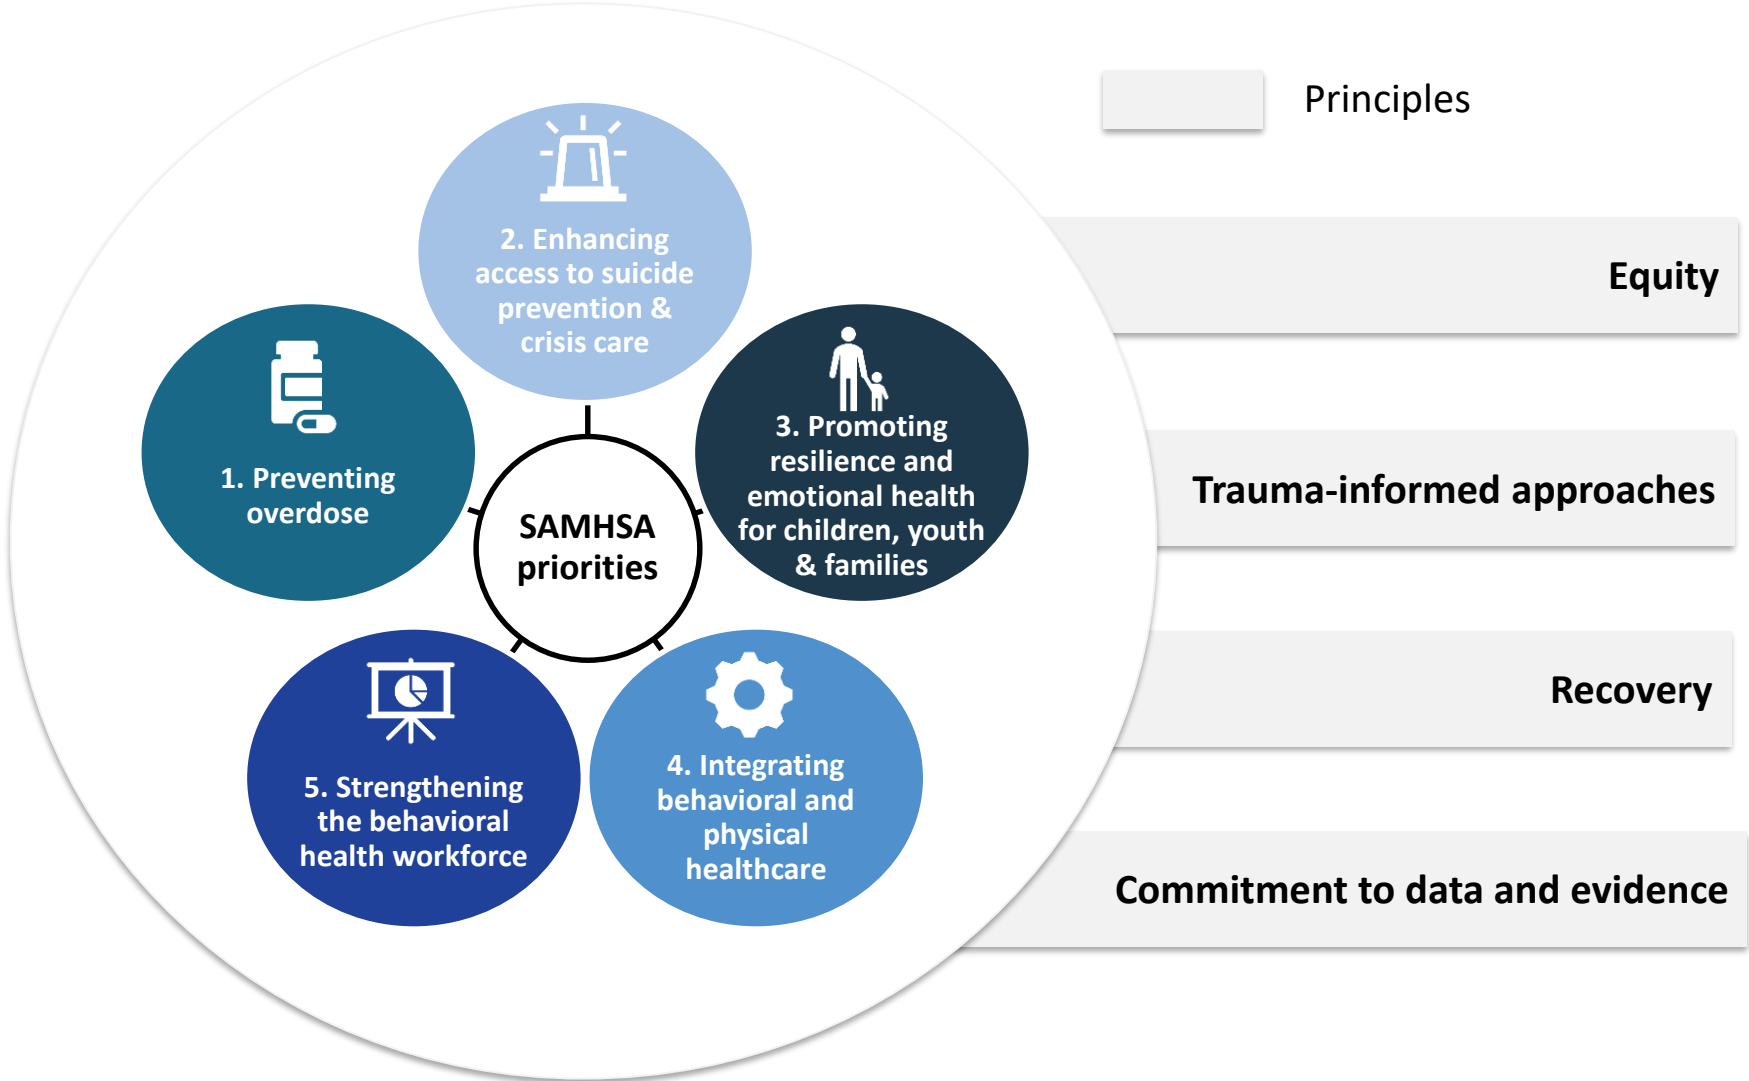 Principles
2. Enhancing
access to suicide
prevention &
crisis care
1. Preventing
overdose
3. Promoting
resilience and
emotional health
for children, youth
& families
SAMHSA
priorities
5. Strengthening
the behavioral
health workforce
4. Integrating
behavioral and
physical
healthcare
Equity
Trauma-informed approaches
Recovery
Commitment to data and evidence